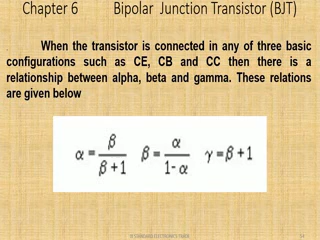 Chapter 6 Bipolar Junction Transistor (BJT)
When the transistor is connected in any of three basic
configurations such as CE, CB and CC then there is a
relationship between alpha, beta and gamma. These relations
are given below
α = β / (β + 1) β = α / (1 - α) γ = β + 1